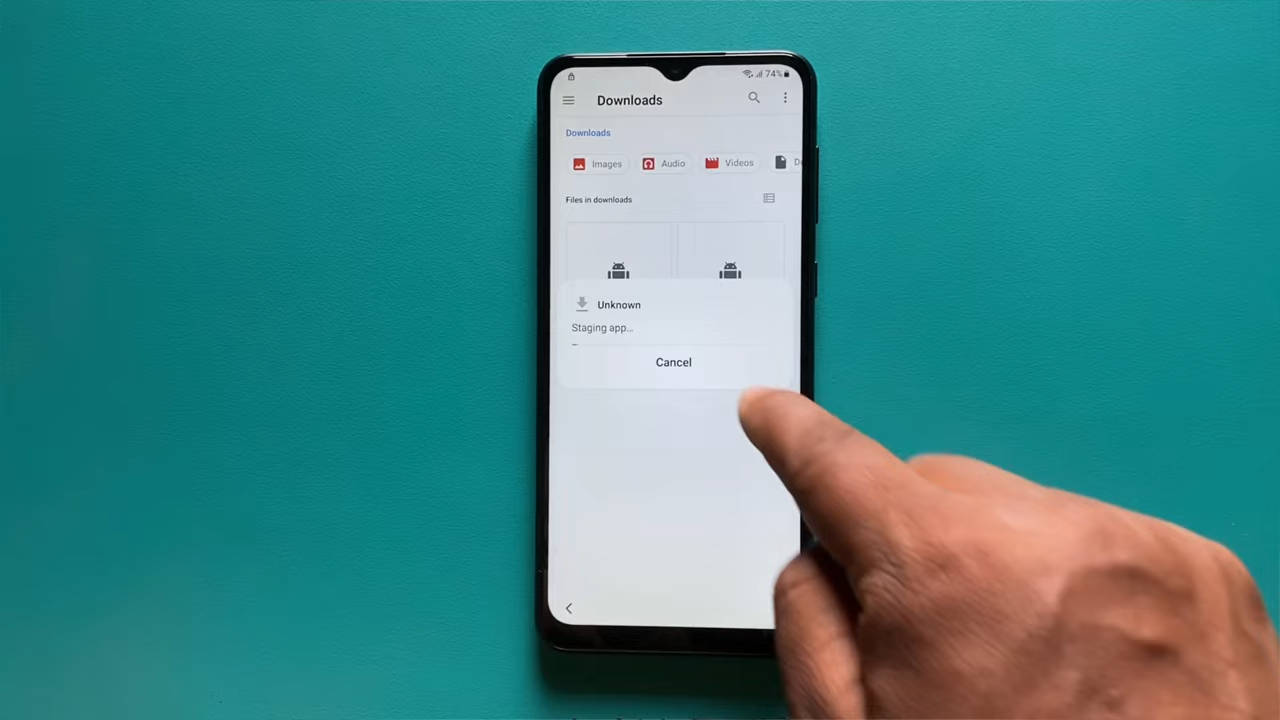 74%
Downloads
Downloads
Images Audio Videos
Files in downloads
Unknown
Staging app...
Cancel